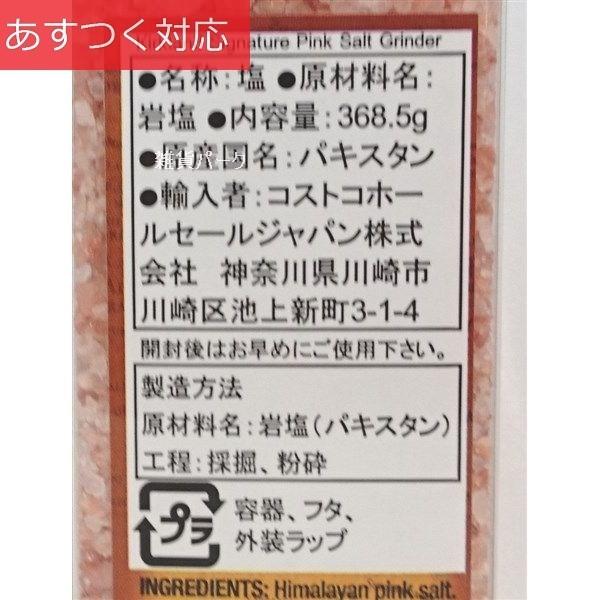 あすつく対応
Signature Pink Salt Grinder
●名称:塩 ●原材料名:
岩塩 ●内容量:368.5g
●原産国名:パキスタン
雑貨パーク
●輸入者:コストコホー
ルセールジャパン株式
会社 神奈川県川崎市
川崎区池上新町3-1-4
開封後はお早めにご使用下さい。
製造方法
原材料名:岩塩(パキスタン)
工程:採掘、粉砕
プラ
容器、フタ、
外装ラップ
INGREDIENTS: Himalayan pink salt.